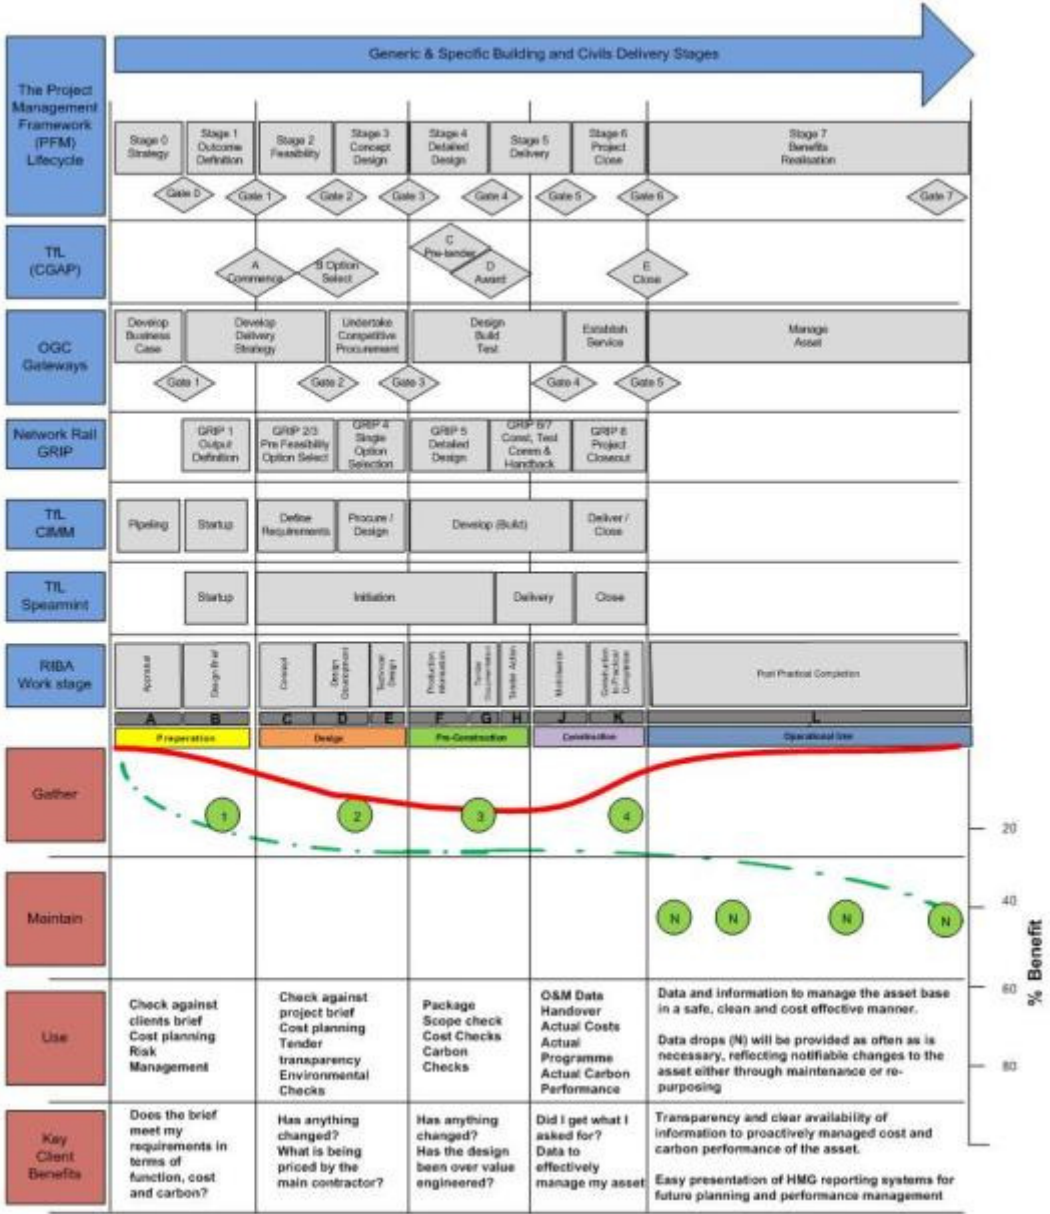 Generic & Specific Building and Civils Delivery Stages
The Project
Management
Framework
(PFM)
Lifecycle
Stage 0
Strategy
Stage 1
Outcome
Definition
Stage 2
Feasibility
Stage 3
Concept
Design
Stage 4
Detailed
Design
Stage 5
Delivery
Stage 6
Project
Close
Stage 7
Benefits
Realisation
Gate 0
Gate 1
Gate 2
Gate 3
Gate 4
Gate 5
Gate 6
Gate 7
TfL
(CGAP)
A
Commence
B Option
Select
C
Pre-tender
D
Award
E
Close
OGC
Gateways
Develop
Business
Case
Develop
Delivery
Strategy
Undertake
Competitive
Procurement
Design
Build
Test
Establish
Service
Manage
Asset
Gate 1
Gate 2
Gate 3
Gate 4
Gate 5
Network Rail
GRIP
GRIP 1
Output
Definition
GRIP 2/3
Pre Feasibility
Option Select
GRIP 4
Single
Option
Selection
GRIP 5
Detailed
Design
GRIP 6/7
Const, Test
Comm &
Handback
GRIP 8
Project
Closeout
TfL
CIMM
Pipeling
Startup
Define
Requirements
Procure /
Design
Develop (Build)
Deliver /
Close
TfL
Spearmint
Startup
Initiation
Delivery
Close
RIBA
Work stage
Appraisal
Design Brief
Concept
Design
Development
Technical
Design
Production
Information
Tender
Documentation
Tender Action
Mobilisation
Construction
to Practical
Completion
Post Practical Completion
A B C D E F G H J K L
Preperation
Design
Pre-Construction
Construction
Operational Use
Gather
1
2
3
4
20
Maintain
N
N
N
N
40
% Benefit
60
80
Use
Check against
clients brief
Cost planning
Risk
Management
Check against
project brief
Cost planning
Tender
transparency
Environmental
Checks
Package
Scope check
Cost Checks
Carbon
Checks
O&M Data
Handover
Actual Costs
Actual
Programme
Actual Carbon
Performance
Data and information to manage the asset base
in a safe, clean and cost effective manner.
Data drops (N) will be provided as often as is
necessary, reflecting notifiable changes to the
asset either through maintenance or re-
purposing
Key
Client
Benefits
Does the brief
meet my
requirements in
terms of
function, cost
and carbon?
Has anything
changed?
What is being
priced by the
main contractor?
Has anything
changed?
Has the design
been over value
engineered?
Did I get what I
asked for?
Data to
effectively
manage my asset
Transparency and clear availability of
information to proactively managed cost and
carbon performance of the asset.
Easy presentation of HMG reporting systems for
future planning and performance management